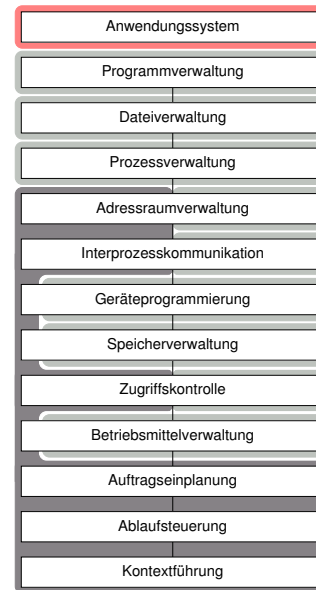 Anwendungssystem
Programmverwaltung
Dateiverwaltung
Prozessverwaltung
Adressraumverwaltung
Interprozesskommunikation
Geräteprogrammierung
Speicherverwaltung
Zugriffskontrolle
Betriebsmittelverwaltung
Auftragseinplanung
Ablaufsteuerung
Kontextführung